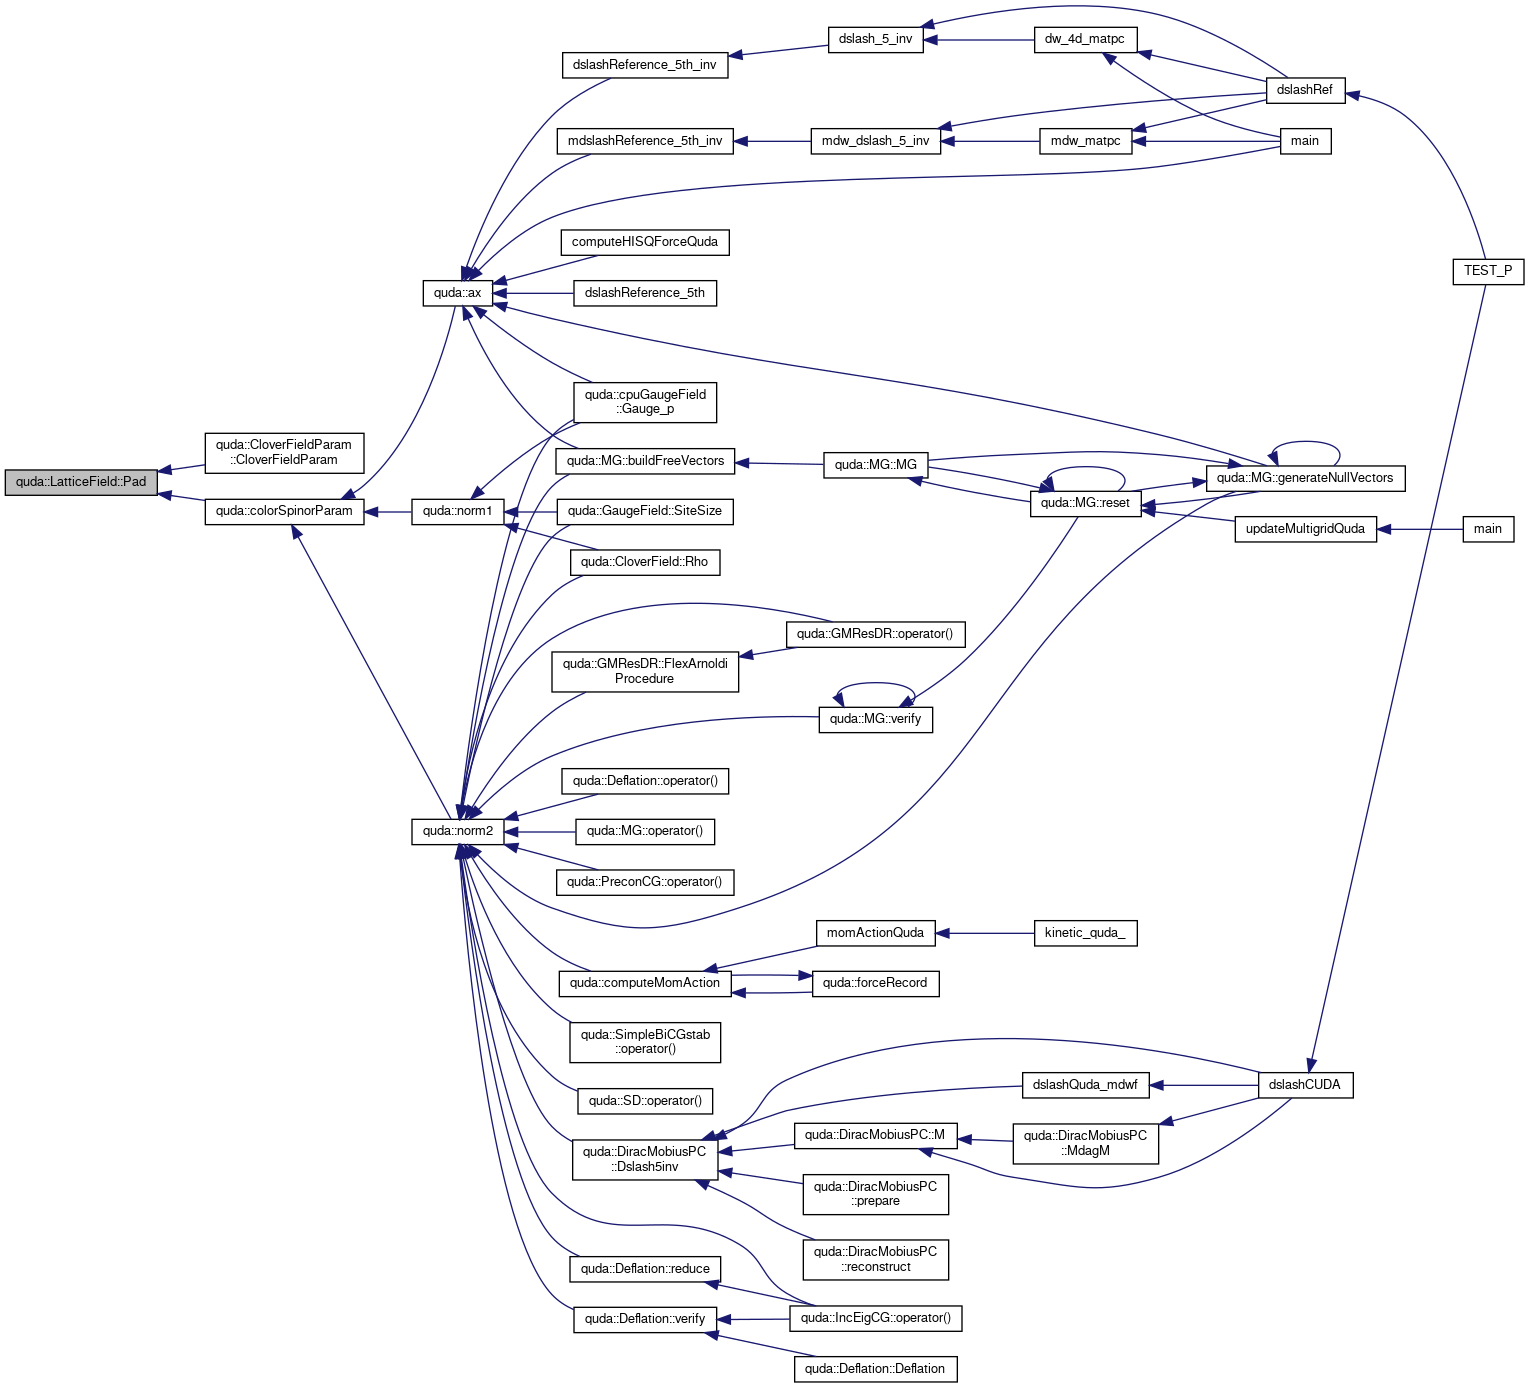 dslash_5_inv
dw_4d_matpc
dslashReference_5th_inv
dslashRef
mdslashReference_5th_inv
mdw_dslash_5_inv
mdw_matpc
main
computeHISQForceQuda
TEST_P
quda::ax
dslashReference_5th
quda::cpuGaugeField
::Gauge_p
quda::CloverFieldParam
::CloverFieldParam
quda::MG::buildFreeVectors
quda::MG::MG
quda::MG::generateNullVectors
quda::LatticeField::Pad
quda::MG::reset
quda::colorSpinorParam
quda::norm1
quda::GaugeField::SiteSize
updateMultigridQuda
main
quda::CloverField::Rho
quda::GMResDR::operator()
quda::GMResDR::FlexArnoldi
Procedure
quda::MG::verify
quda::Deflation::operator()
quda::norm2
quda::MG::operator()
quda::PreconCG::operator()
momActionQuda
kinetic_quda_
quda::computeMomAction
quda::forceRecord
quda::SimpleBiCGstab
::operator()
dslashQuda_mdwf
dslashCUDA
quda::SD::operator()
quda::DiracMobiusPC::M
quda::DiracMobiusPC
::MdagM
quda::DiracMobiusPC
::Dslash5inv
quda::DiracMobiusPC
::prepare
quda::DiracMobiusPC
::reconstruct
quda::Deflation::reduce
quda::Deflation::verify
quda::IncEigCG::operator()
quda::Deflation::Deflation